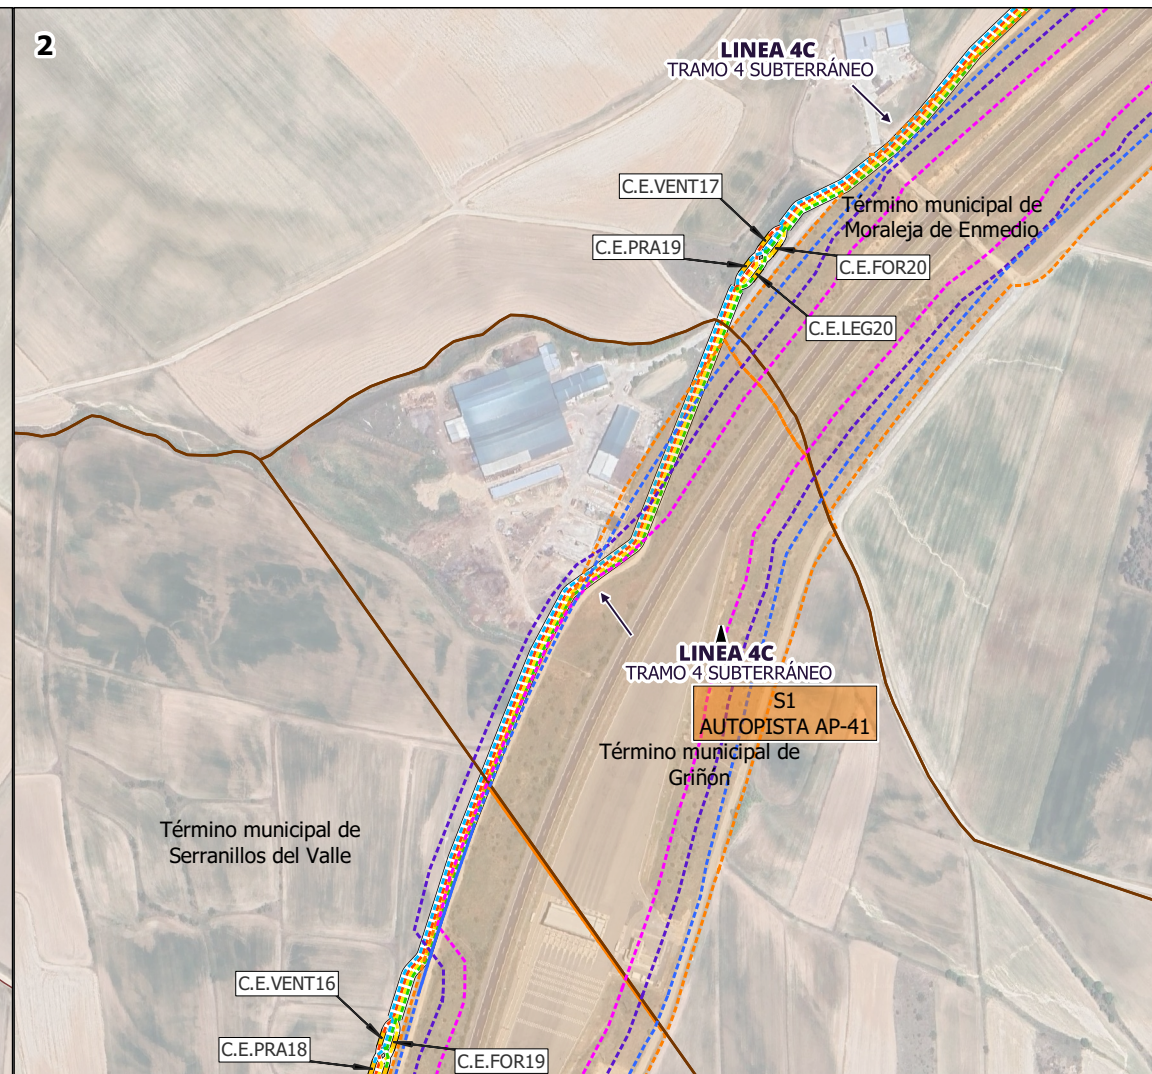 2
LINEA 4C
TRAMO 4 SUBTERRÁNEO
C.E.VENT17
Término municipal de
Moraleja de Enmedio
C.E.PRA19
C.E.FOR20
C.E.LEG20
LINEA 4C
TRAMO 4 SUBTERRÁNEO
S1
AUTOPISTA AP-41
Término municipal de
Griñón
Término municipal de
Serranillos del Valle
C.E.VENT16
C.E.PRA18
C.E.FOR19